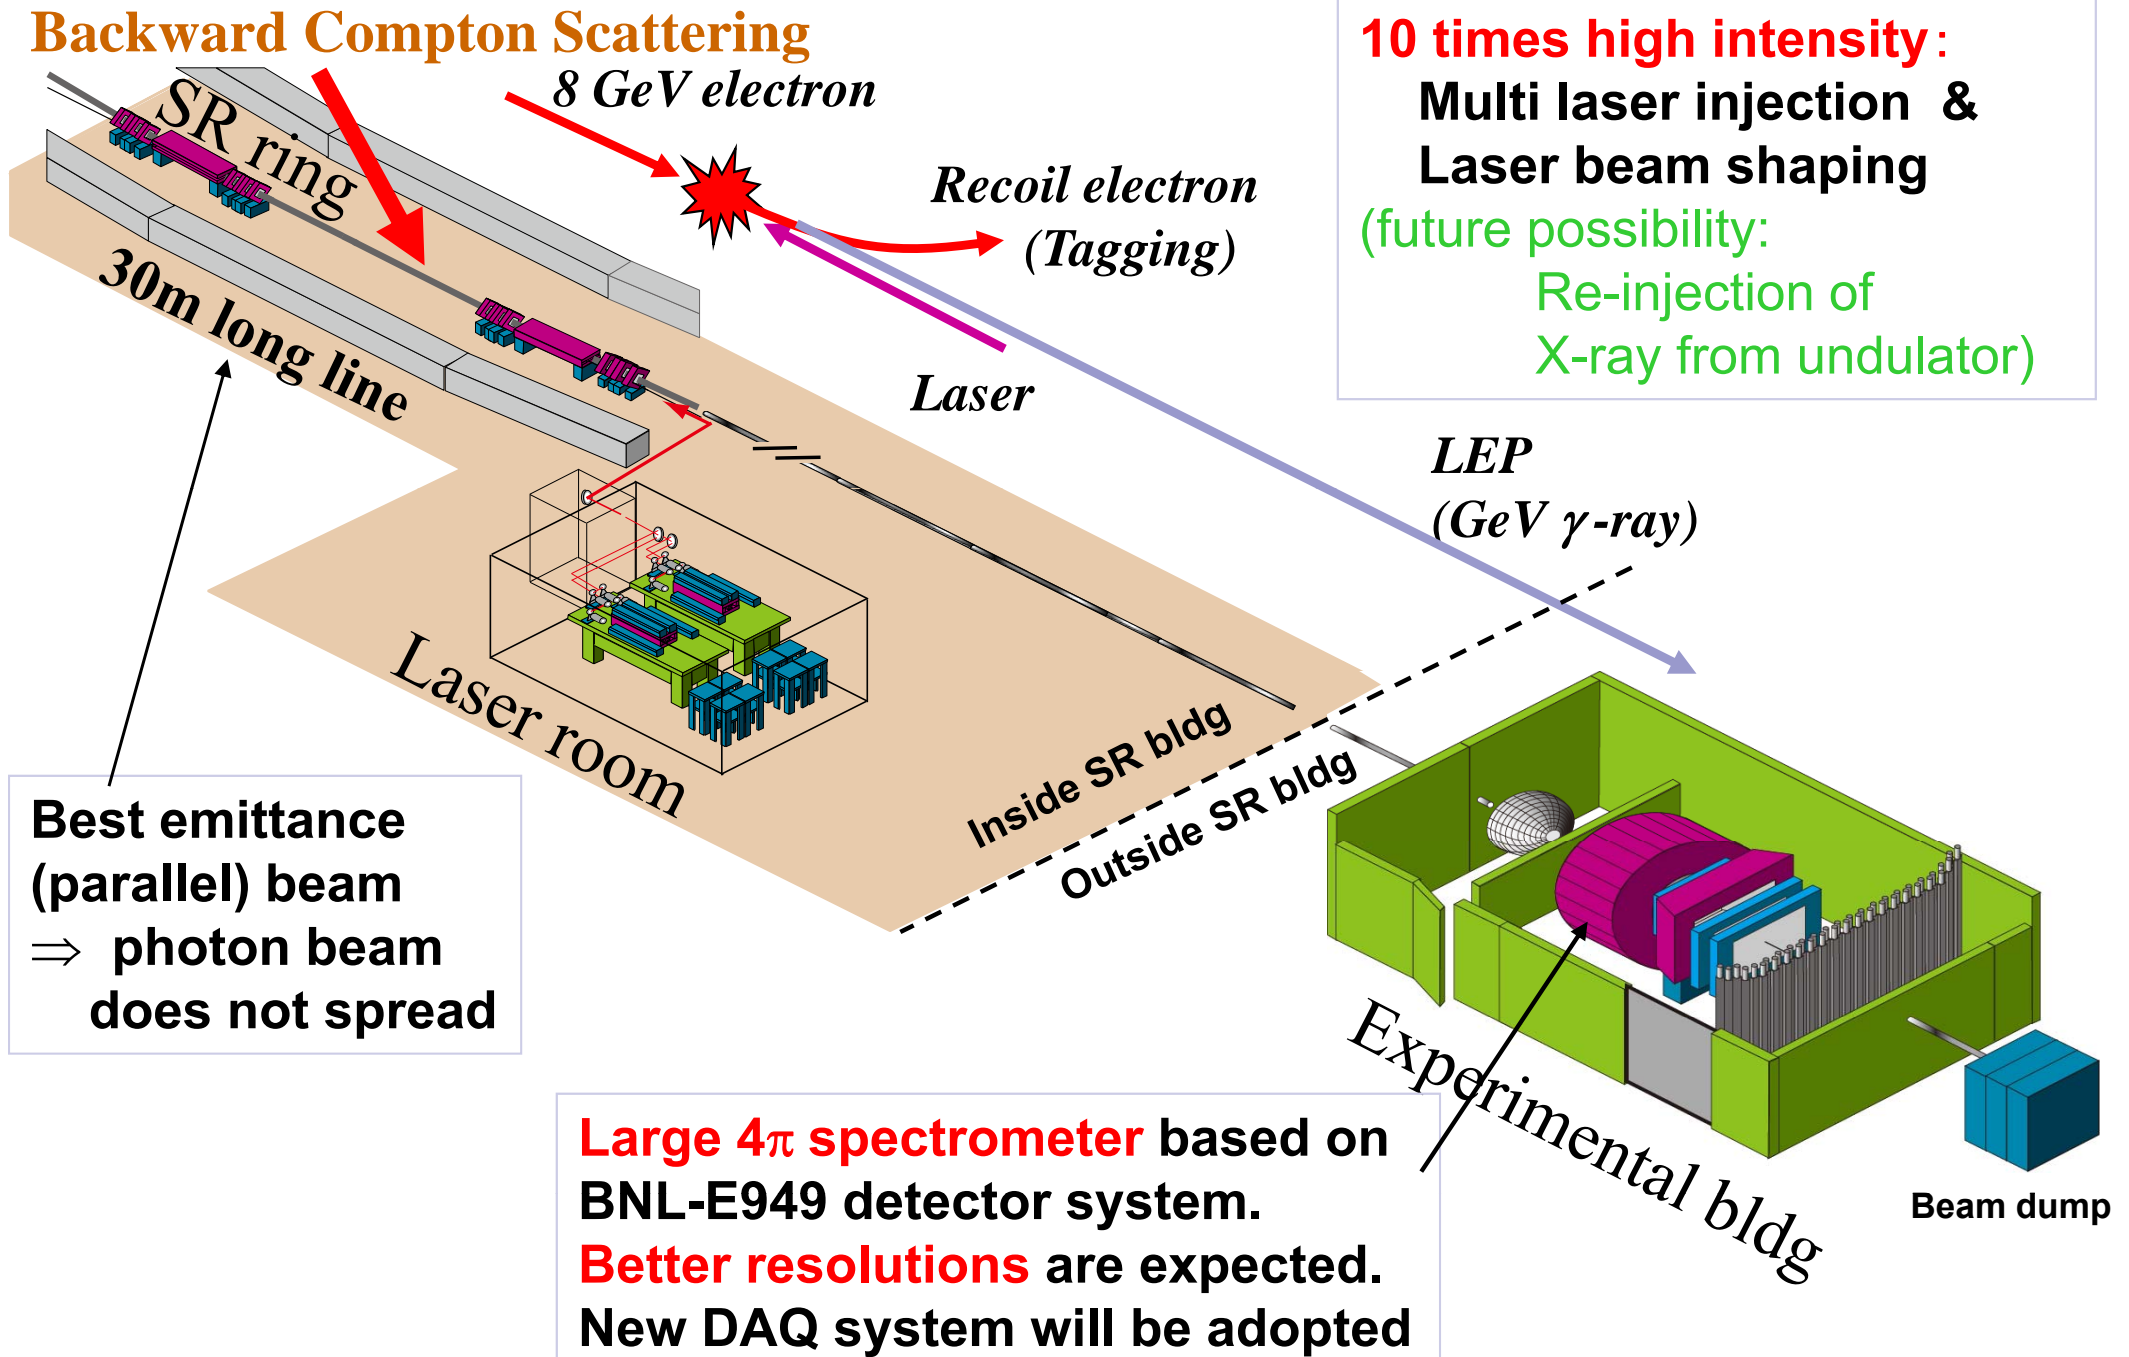 Backward Compton Scattering
8 GeV electron
SR ring
Recoil electron
(Tagging)
10 times high intensity:
Multi laser injection &
Laser beam shaping
(future possibility:
Re-injection of
X-ray from undulator)
30m long line
Laser
LEP
(GeV γ-ray)
Laser room
Inside SR bldg
Outside SR bldg
Best emittance
(parallel) beam
⇒ photon beam
does not spread
Experimental bldg
Beam dump
Large 4π spectrometer based on
BNL-E949 detector system.
Better resolutions are expected.
New DAQ system will be adopted